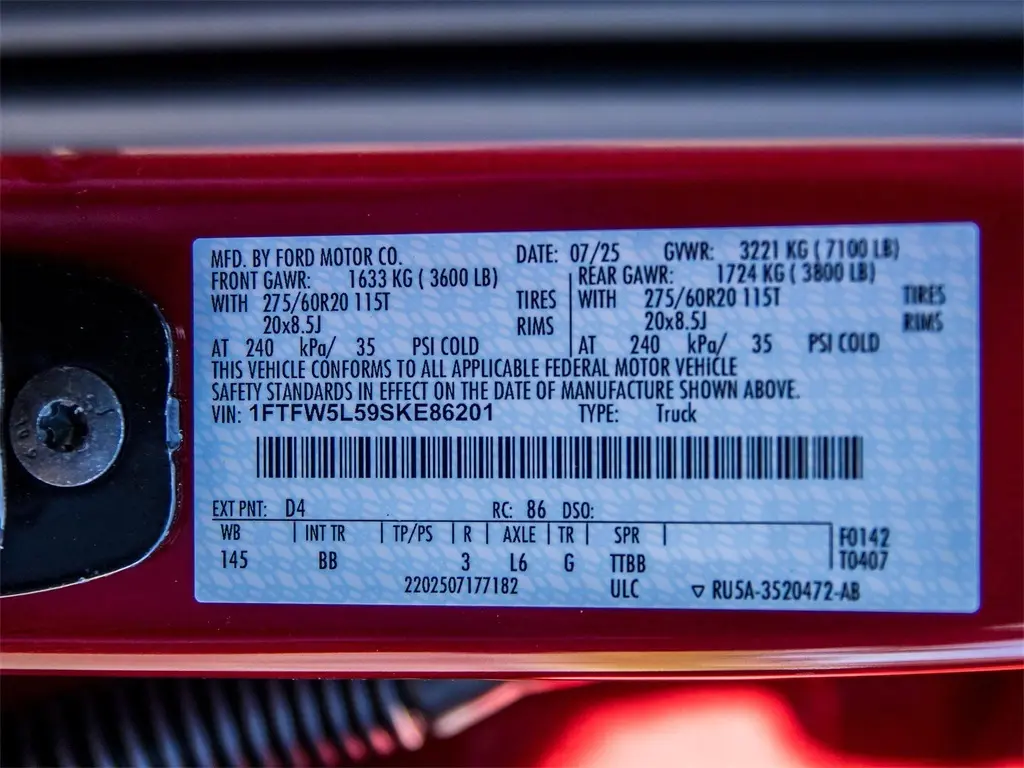 MFD. BY FORD MOTOR CO. DATE: 07/25 GVWR: 3221 KG ( 7100 LB)
FRONT GAWR: 1633 KG ( 3600 LB) REAR GAWR: 1724 KG ( 3800 LB)
WITH 275/60R20 115T TIRES WITH 275/60R20 115T TIRES
20x8.5J RIMS 20x8.5J RIMS
AT 240 kPa/ 35 PSI COLD AT 240 kPa/ 35 PSI COLD
THIS VEHICLE CONFORMS TO ALL APPLICABLE FEDERAL MOTOR VEHICLE
SAFETY STANDARDS IN EFFECT ON THE DATE OF MANUFACTURE SHOWN ABOVE.
VIN: 1FTFW5L59SKE86201 TYPE: Truck
EXT PNT: D4 RC: 86 DSO:
WB INT TR TP/PS R AXLE TR SPR F0142
145 BB 3 L6 G TTBB T0407
2202507177182 ULC ▽ RU5A-3520472-AB